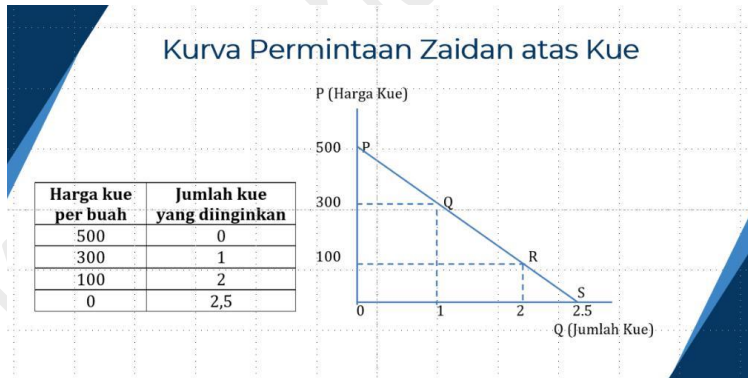 Kurva Permintaan Zaidan atas Kue
Harga kue per buah Jumlah kue yang diinginkan
500 0
300 1
100 2
0 2,5
P (Harga Kue)
500 P
300 Q
100 R
S
0 1 2 2.5
Q (Jumlah Kue)